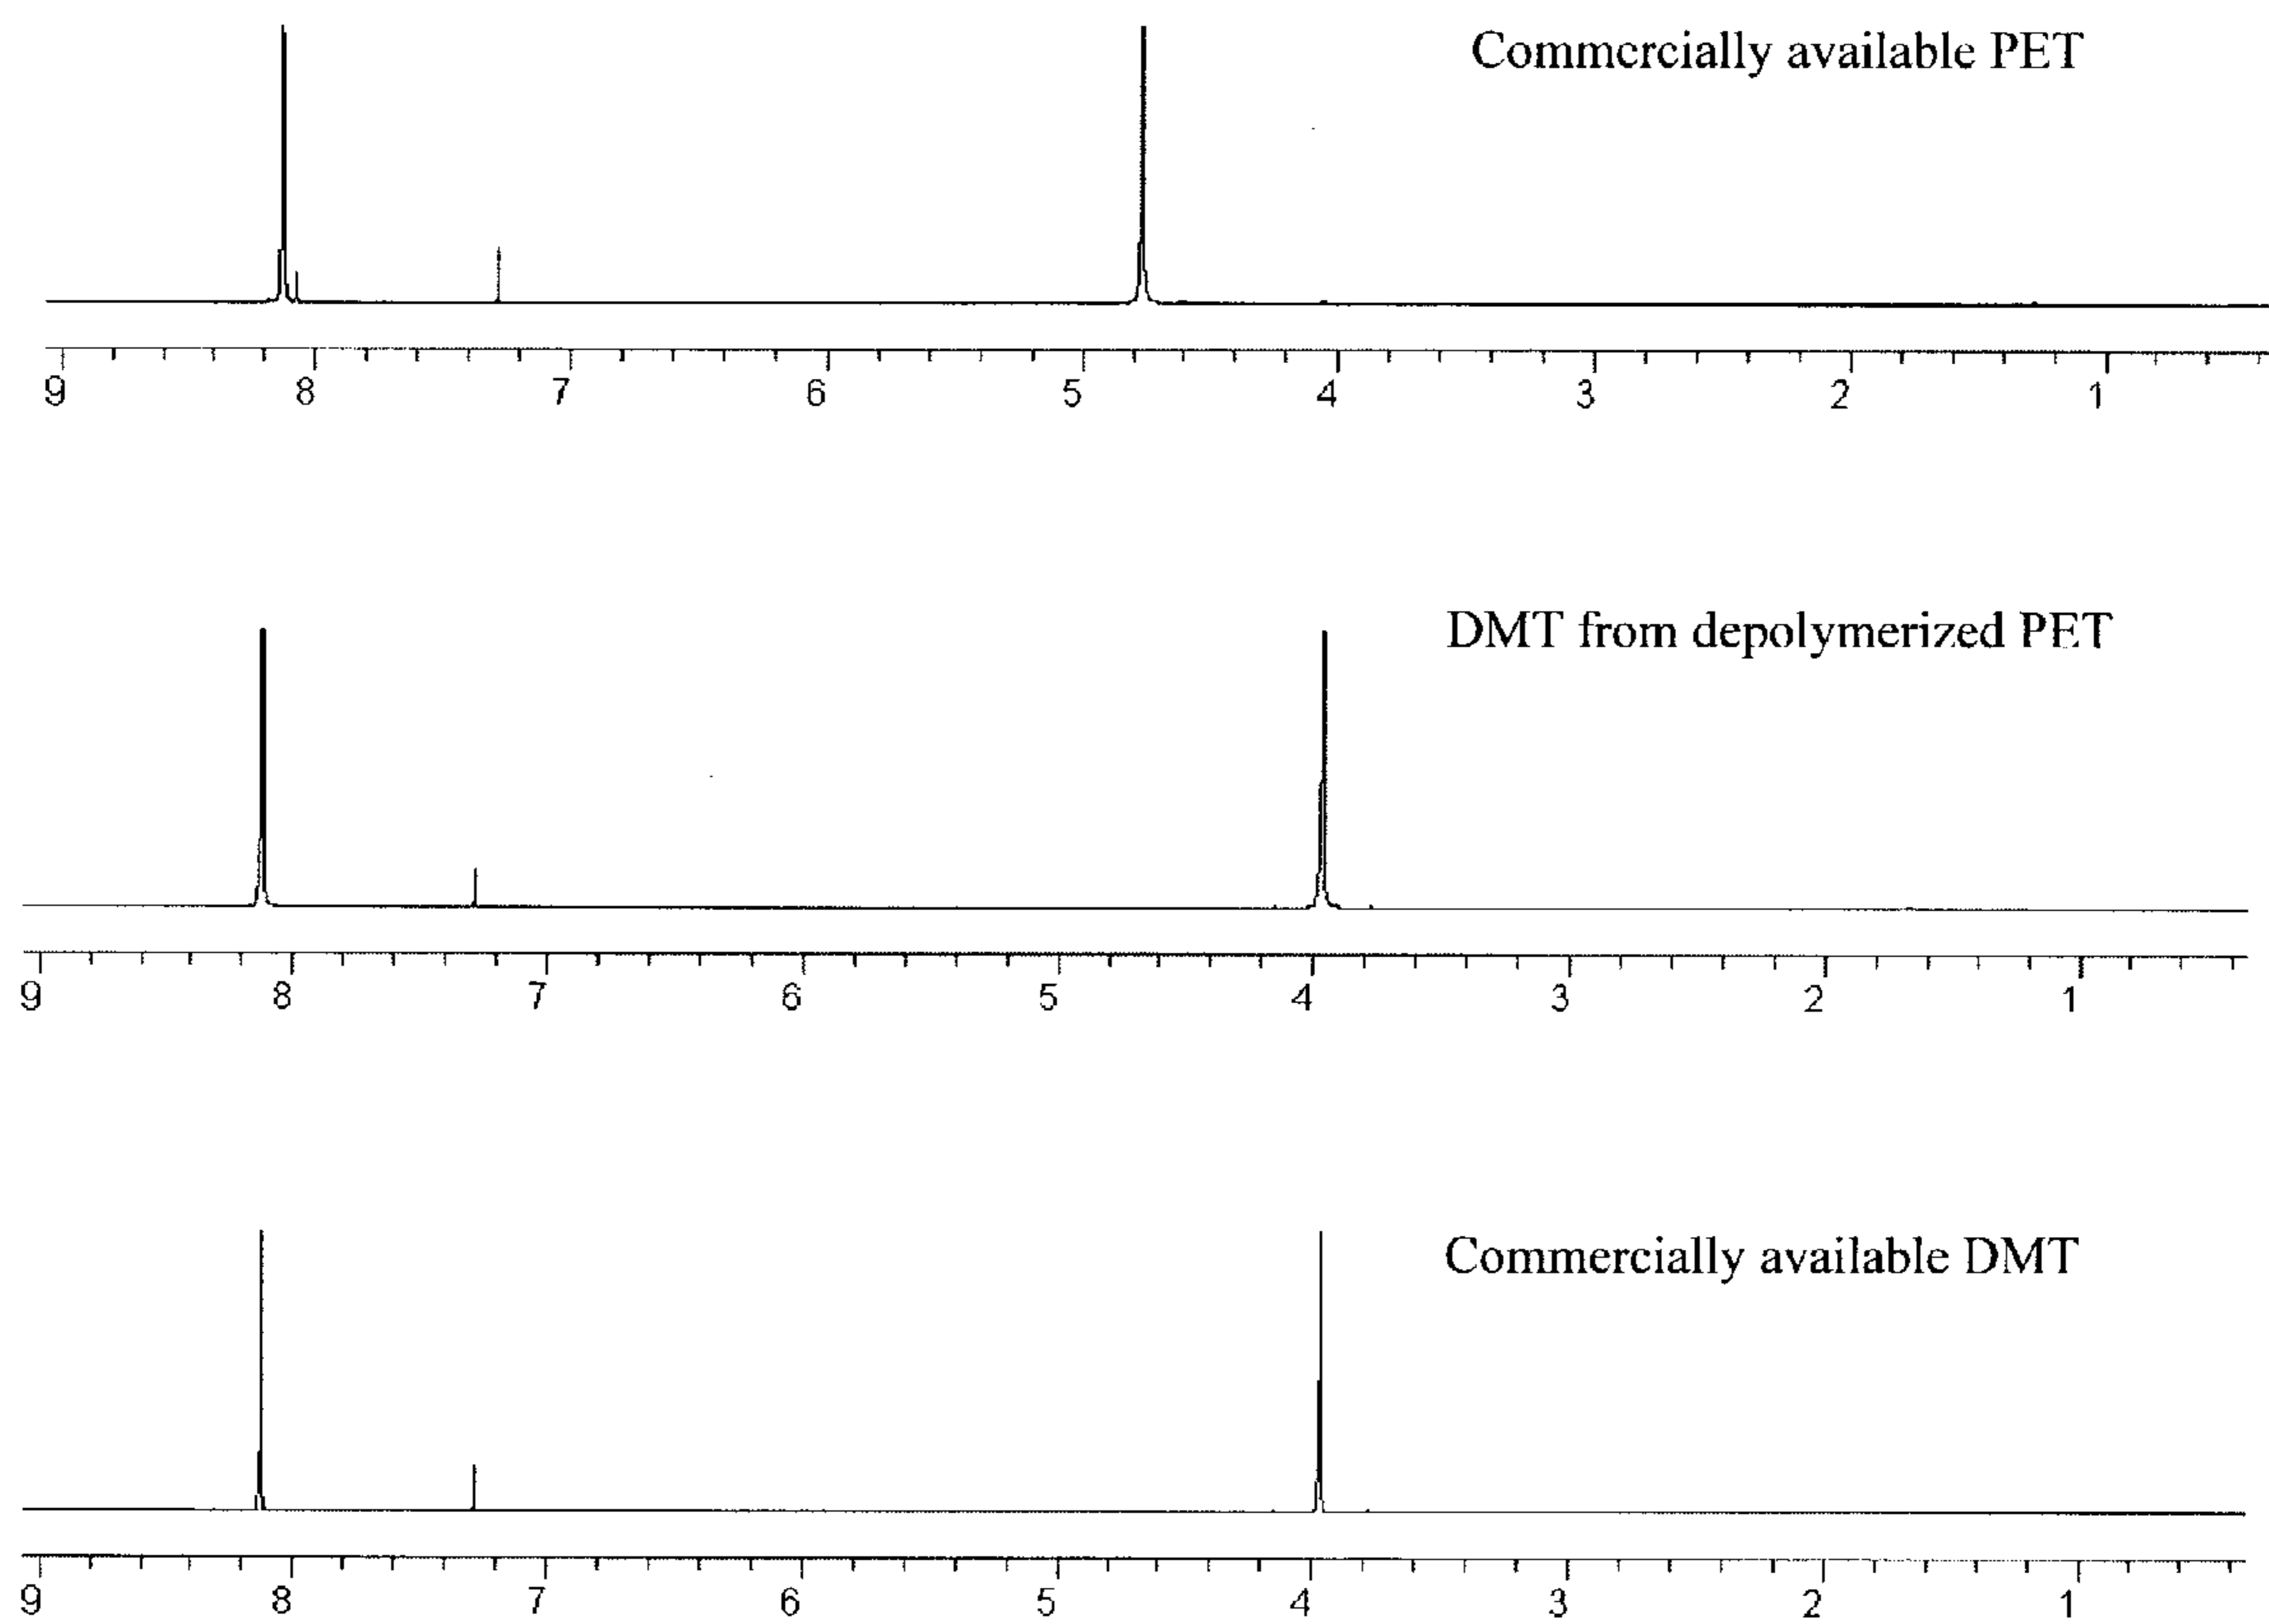 Commercially available PET
9 8 7 6 5 4 3 2 1
DMT from depolymerized PET
9 8 7 6 5 4 3 2 1
Commercially available DMT
9 8 7 6 5 4 3 2 1